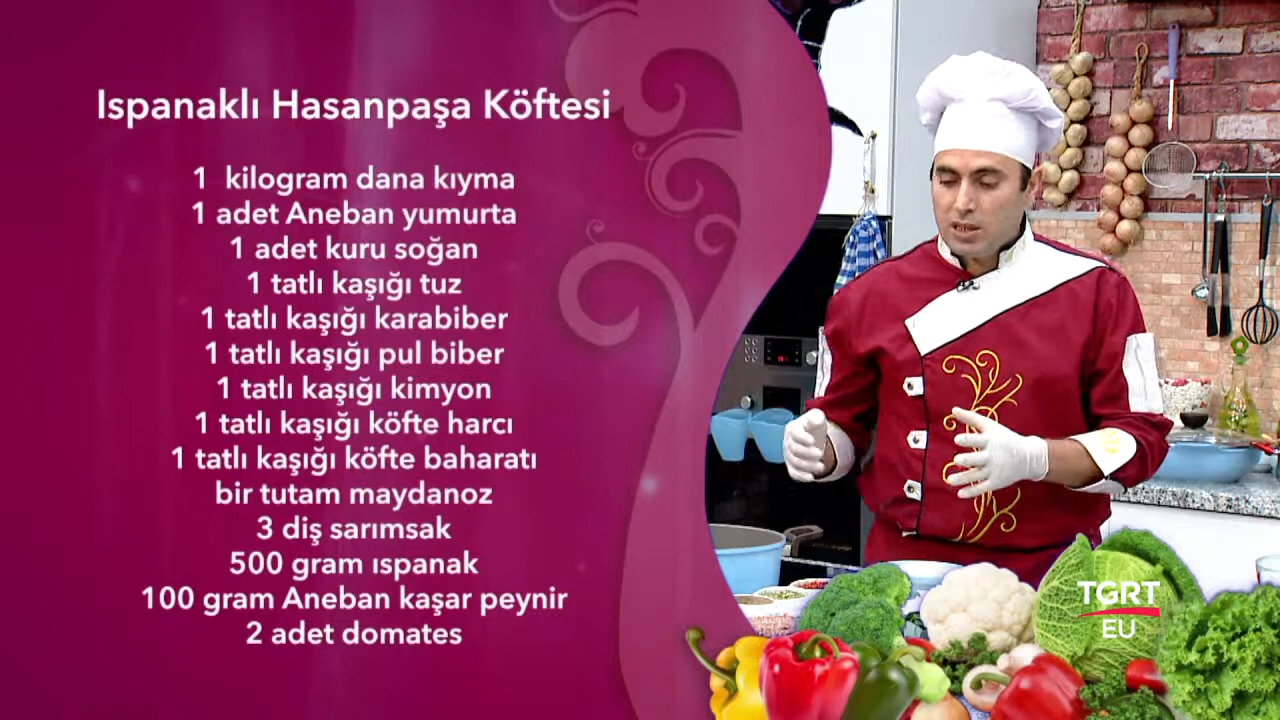 Ispanaklı Hasanpaşa Köftesi
1 kilogram dana kıyma
1 adet Aneban yumurta
1 adet kuru soğan
1 tatlı kaşığı tuz
1 tatlı kaşığı karabiber
1 tatlı kaşığı pul biber
1 tatlı kaşığı kimyon
1 tatlı kaşığı köfte harcı
1 tatlı kaşığı köfte baharatı
bir tutam maydanoz
3 diş sarımsak
500 gram ıspanak
100 gram Aneban kaşar peynir
2 adet domates
TGRT
EU